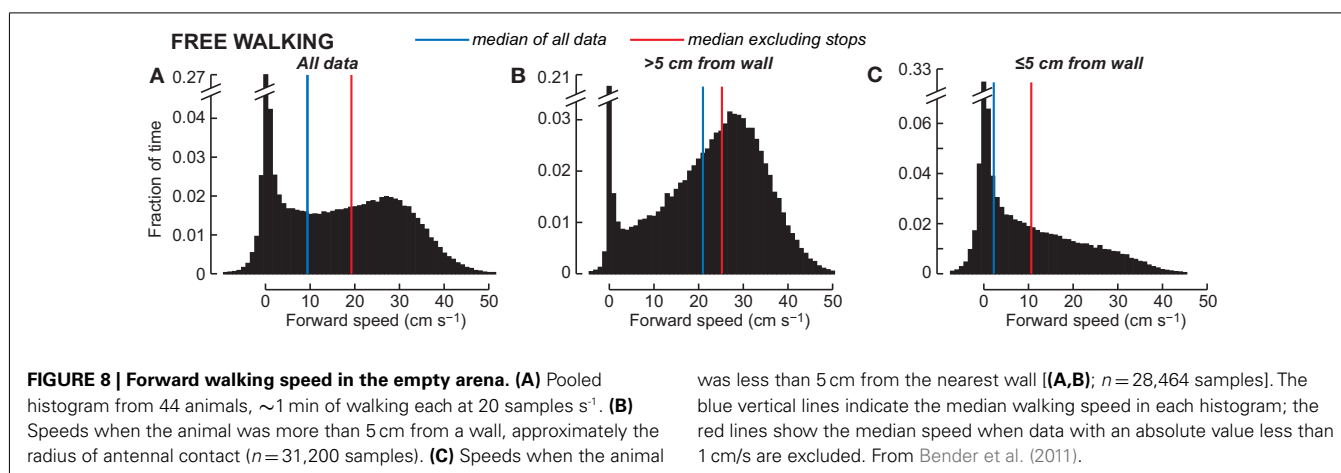 FREE WALKING
median of all data
median excluding stops
A
All data
0.27
0.04
0.03
0.02
0.01
0
Fraction of time
0 10 20 30 40 50
Forward speed (cm s⁻¹)
B
>5 cm from wall
0.21
0.03
0.02
0.01
0
0 10 20 30 40 50
Forward speed (cm s⁻¹)
C
≤5 cm from wall
0.33
0.06
0.04
0.02
0
0 10 20 30 40 50
Forward speed (cm s⁻¹)
FIGURE 8 | Forward walking speed in the empty arena. (A) Pooled
histogram from 44 animals, ~1 min of walking each at 20 samples s⁻¹. (B)
Speeds when the animal was more than 5 cm from a wall, approximately the
radius of antennal contact (n = 31,200 samples). (C) Speeds when the animal
was less than 5 cm from the nearest wall [(A,B); n = 28,464 samples]. The
blue vertical lines indicate the median walking speed in each histogram; the
red lines show the median speed when data with an absolute value less than
1 cm/s are excluded. From Bender et al. (2011).